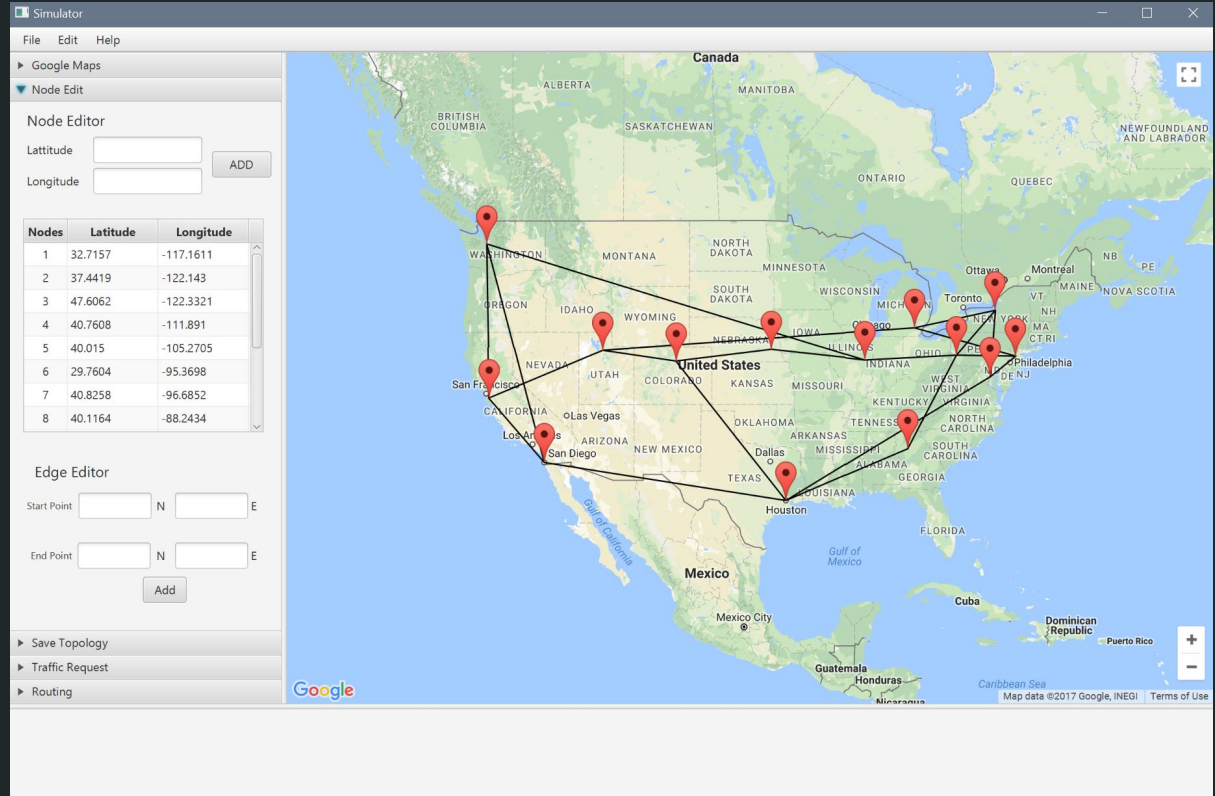 Simulator
File Edit Help
Google Maps
Node Edit
Node Editor
Lattitude
ADD
Longitude
Nodes Latitude Longitude
1 32.7157 -117.1611
2 37.4419 -122.143
3 47.6062 -122.3321
4 40.7608 -111.891
5 40.015 -105.2705
6 29.7604 -95.3698
7 40.8258 -96.6852
8 40.1164 -88.2434
Edge Editor
Start Point N E
End Point N E
Add
Save Topology
Traffic Request
Routing
Canada
ALBERTA
MANITOBA
BRITISH
COLUMBIA
SASKATCHEWAN
NEWFOUNDLAND
AND LABRADOR
ONTARIO
QUEBEC
WASHINGTON
MONTANA
NORTH
DAKOTA
MINNESOTA
Ottawa
Montreal
NB
PE
SOUTH
DAKOTA
WISCONSIN
Toronto
VT
MAINE
NOVA SCOTIA
OREGON
IDAHO
WYOMING
NH
NEW YORK
MA
CT RI
IOWA
NEBRASKA
ILLINOIS
INDIANA
OHIO
Philadelphia
DE NJ
NEVADA
UTAH
COLORADO
United States
KANSAS
MISSOURI
WEST
VIRGINIA
KENTUCKY
VIRGINIA
San Francisco
CALIFORNIA
Las Vegas
OKLAHOMA
NORTH
CAROLINA
ARIZONA
NEW MEXICO
ARKANSAS
San Diego
Dallas
MISSISSIPPI
SOUTH
CAROLINA
ALABAMA
TEXAS
GEORGIA
LOUISIANA
Houston
Gulf of California
FLORIDA
Gulf of
Mexico
Mexico
Mexico City
Cuba
Dominican
Republic
Puerto Rico
Guatemala
Honduras
Nicaragua
Caribbean Sea
Google
Map data ©2017 Google, INEGI Terms of Use